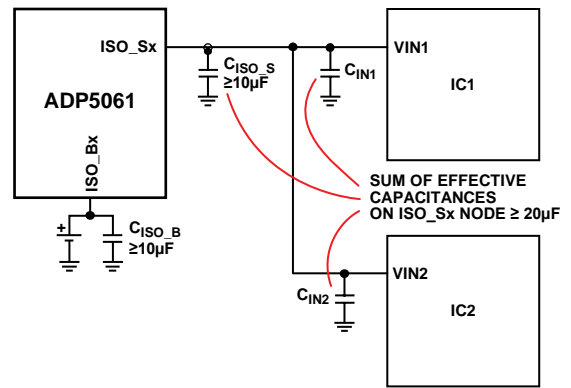 ISO_Sx
ADP5061
ISO_Bx
CISO_S
≥10µF
CIN1
VIN1
IC1
SUM OF EFFECTIVE
CAPACITANCES
ON ISO_Sx NODE ≥ 20µF
+
CISO_B
≥10µF
CIN2
VIN2
IC2